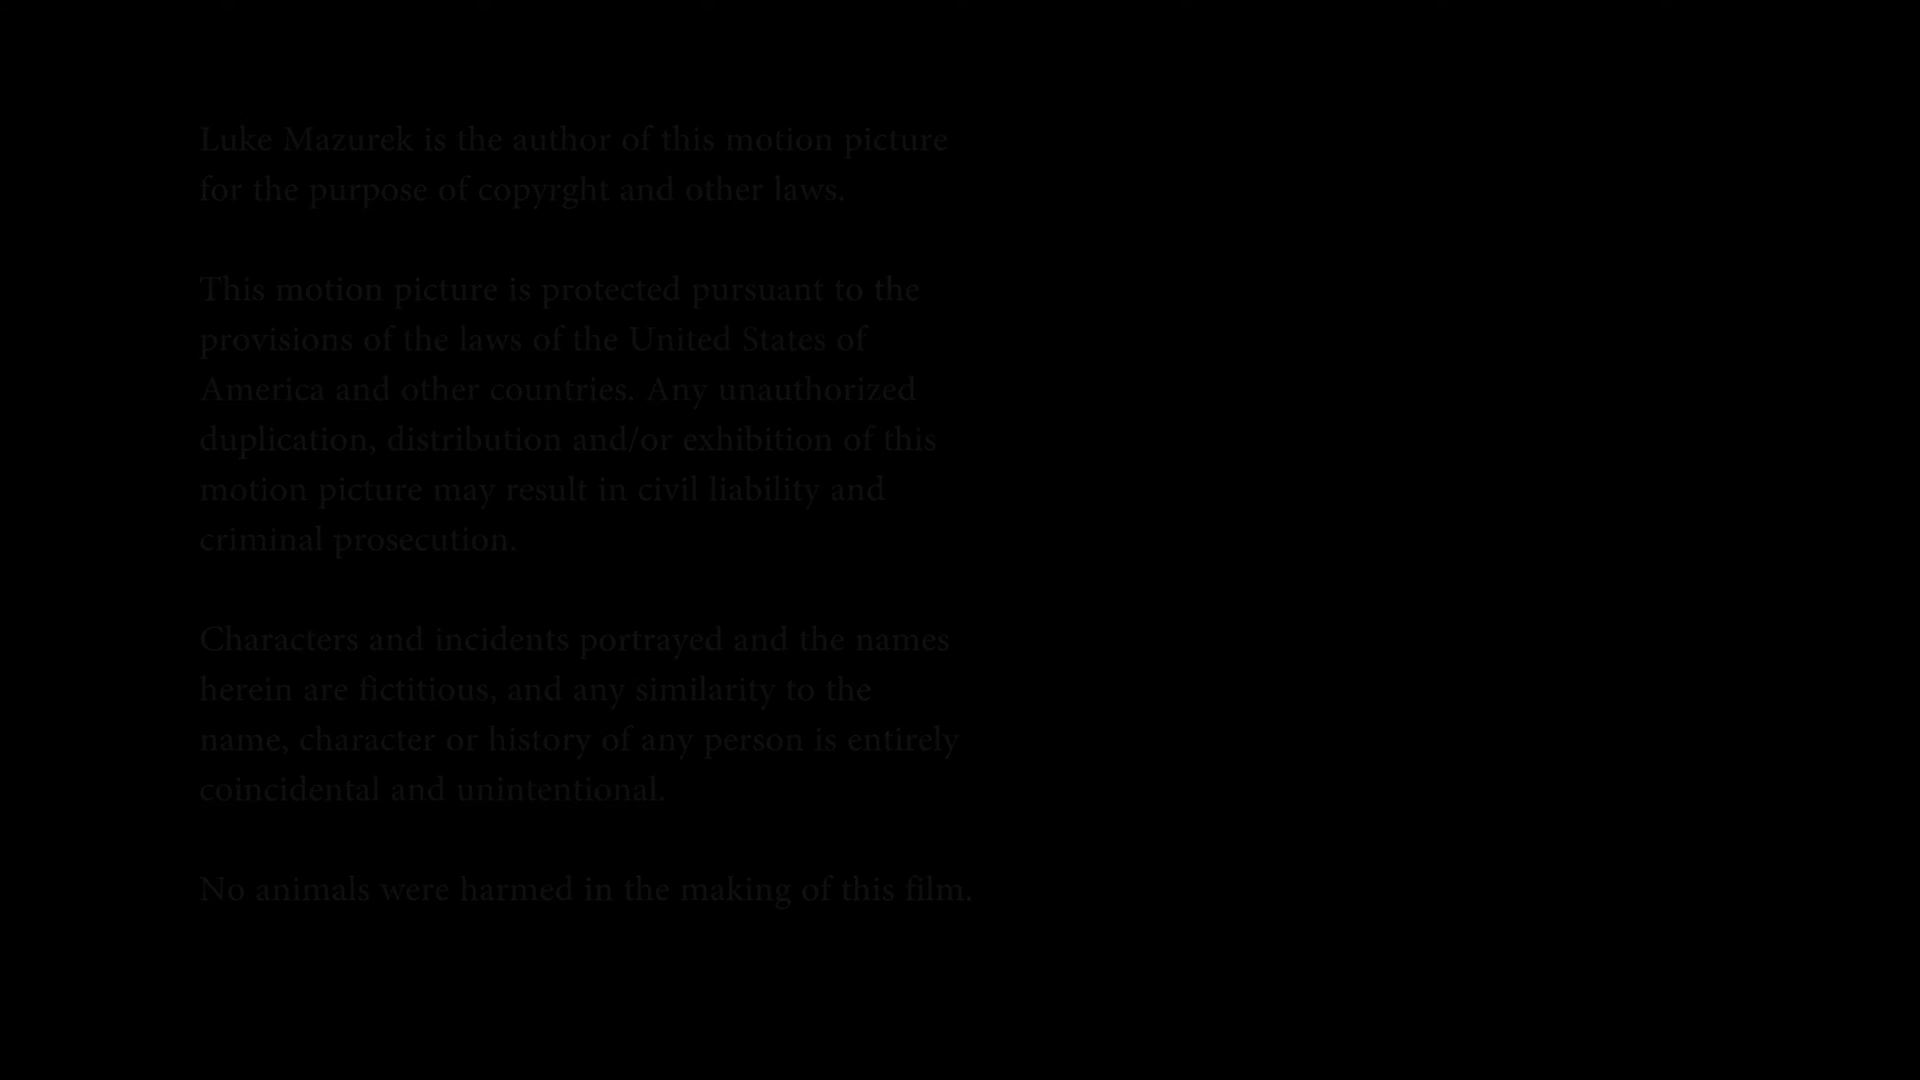 Luke Mazurek is the author of this motion picture
for the purpose of copyrght and other laws.
This motion picture is protected pursuant to the
provisions of the laws of the United States of
America and other countries. Any unauthorized
duplication, distribution and/or exhibition of this
motion picture may result in civil liability and
criminal prosecution.
Characters and incidents portrayed and the names
herein are fictitious, and any similarity to the
name, character or history of any person is entirely
coincidental and unintentional.
No animals were harmed in the making of this film.